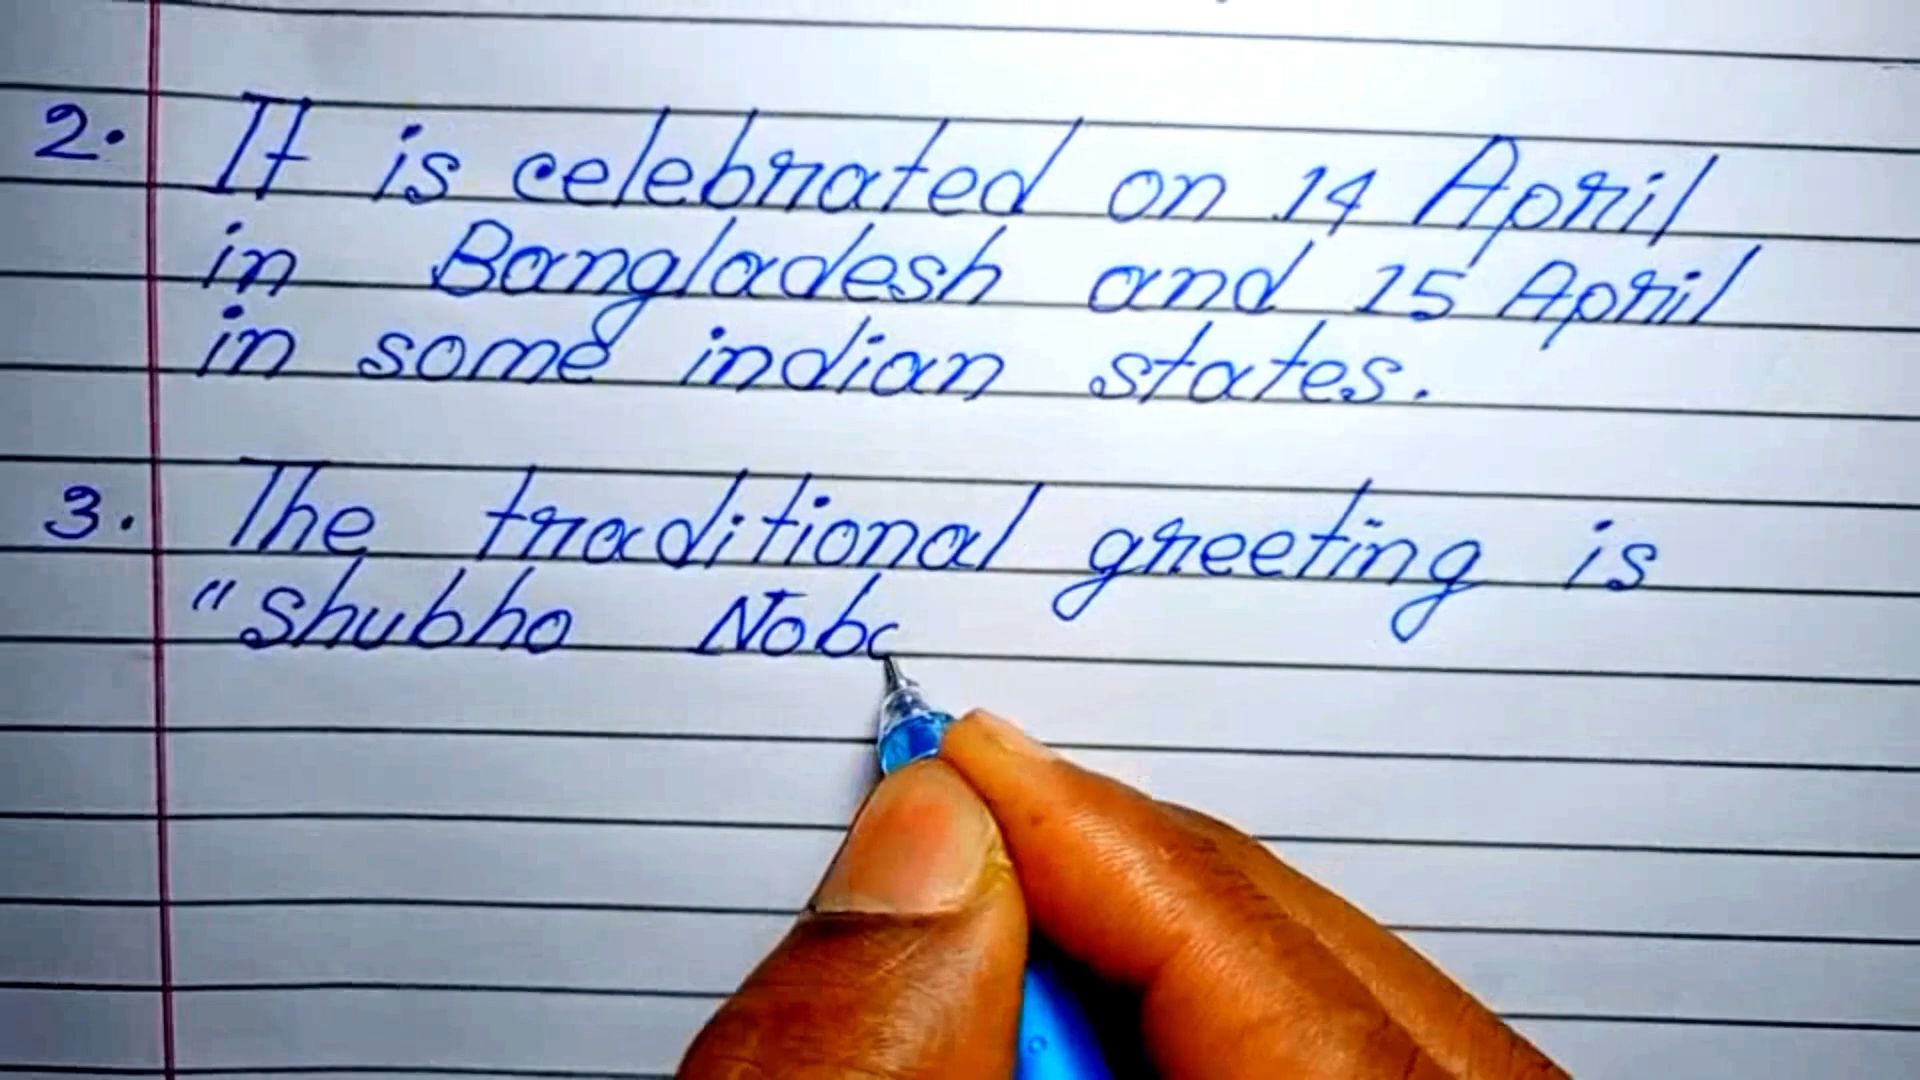 2. It is celebrated on 14 April
in Bangladesh and 15 April
in some indian states.
3. The traditional greeting is
"Shubho Nobc